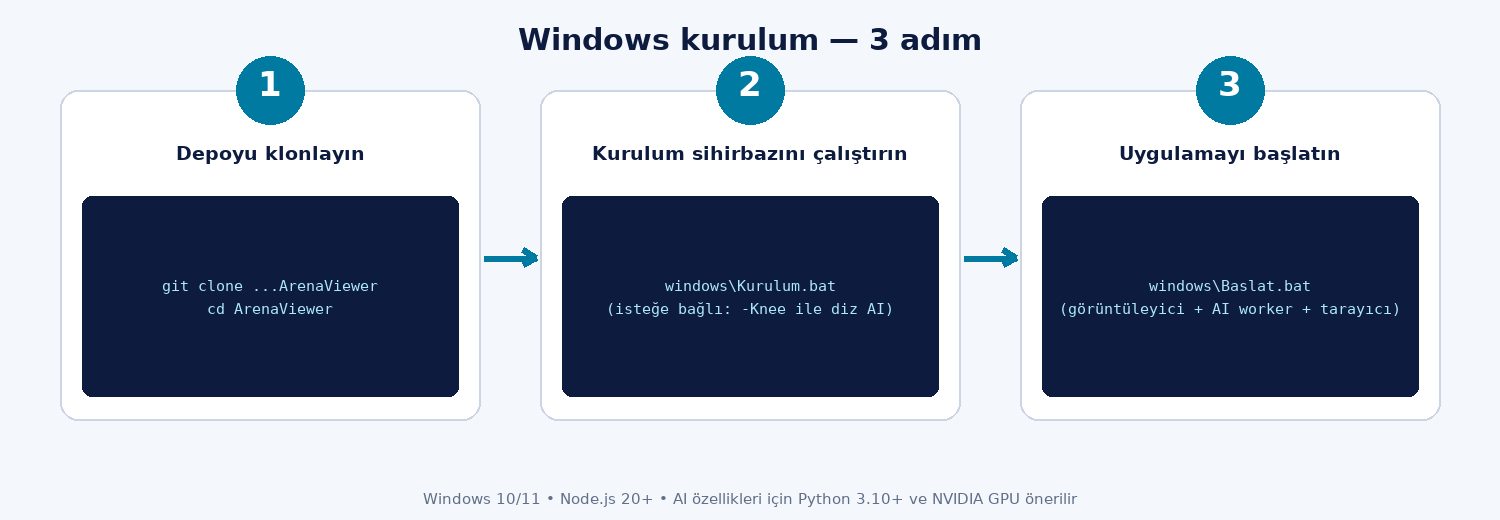 Windows kurulum — 3 adım
1
Depoyu klonlayın
git clone ...ArenaViewer
cd ArenaViewer
2
Kurulum sihirbazını çalıştırın
windows\Kurulum.bat
(isteğe bağlı: -Knee ile diz AI)
3
Uygulamayı başlatın
windows\Baslat.bat
(görüntüleyici + AI worker + tarayıcı)
Windows 10/11 • Node.js 20+ • AI özellikleri için Python 3.10+ ve NVIDIA GPU önerilir